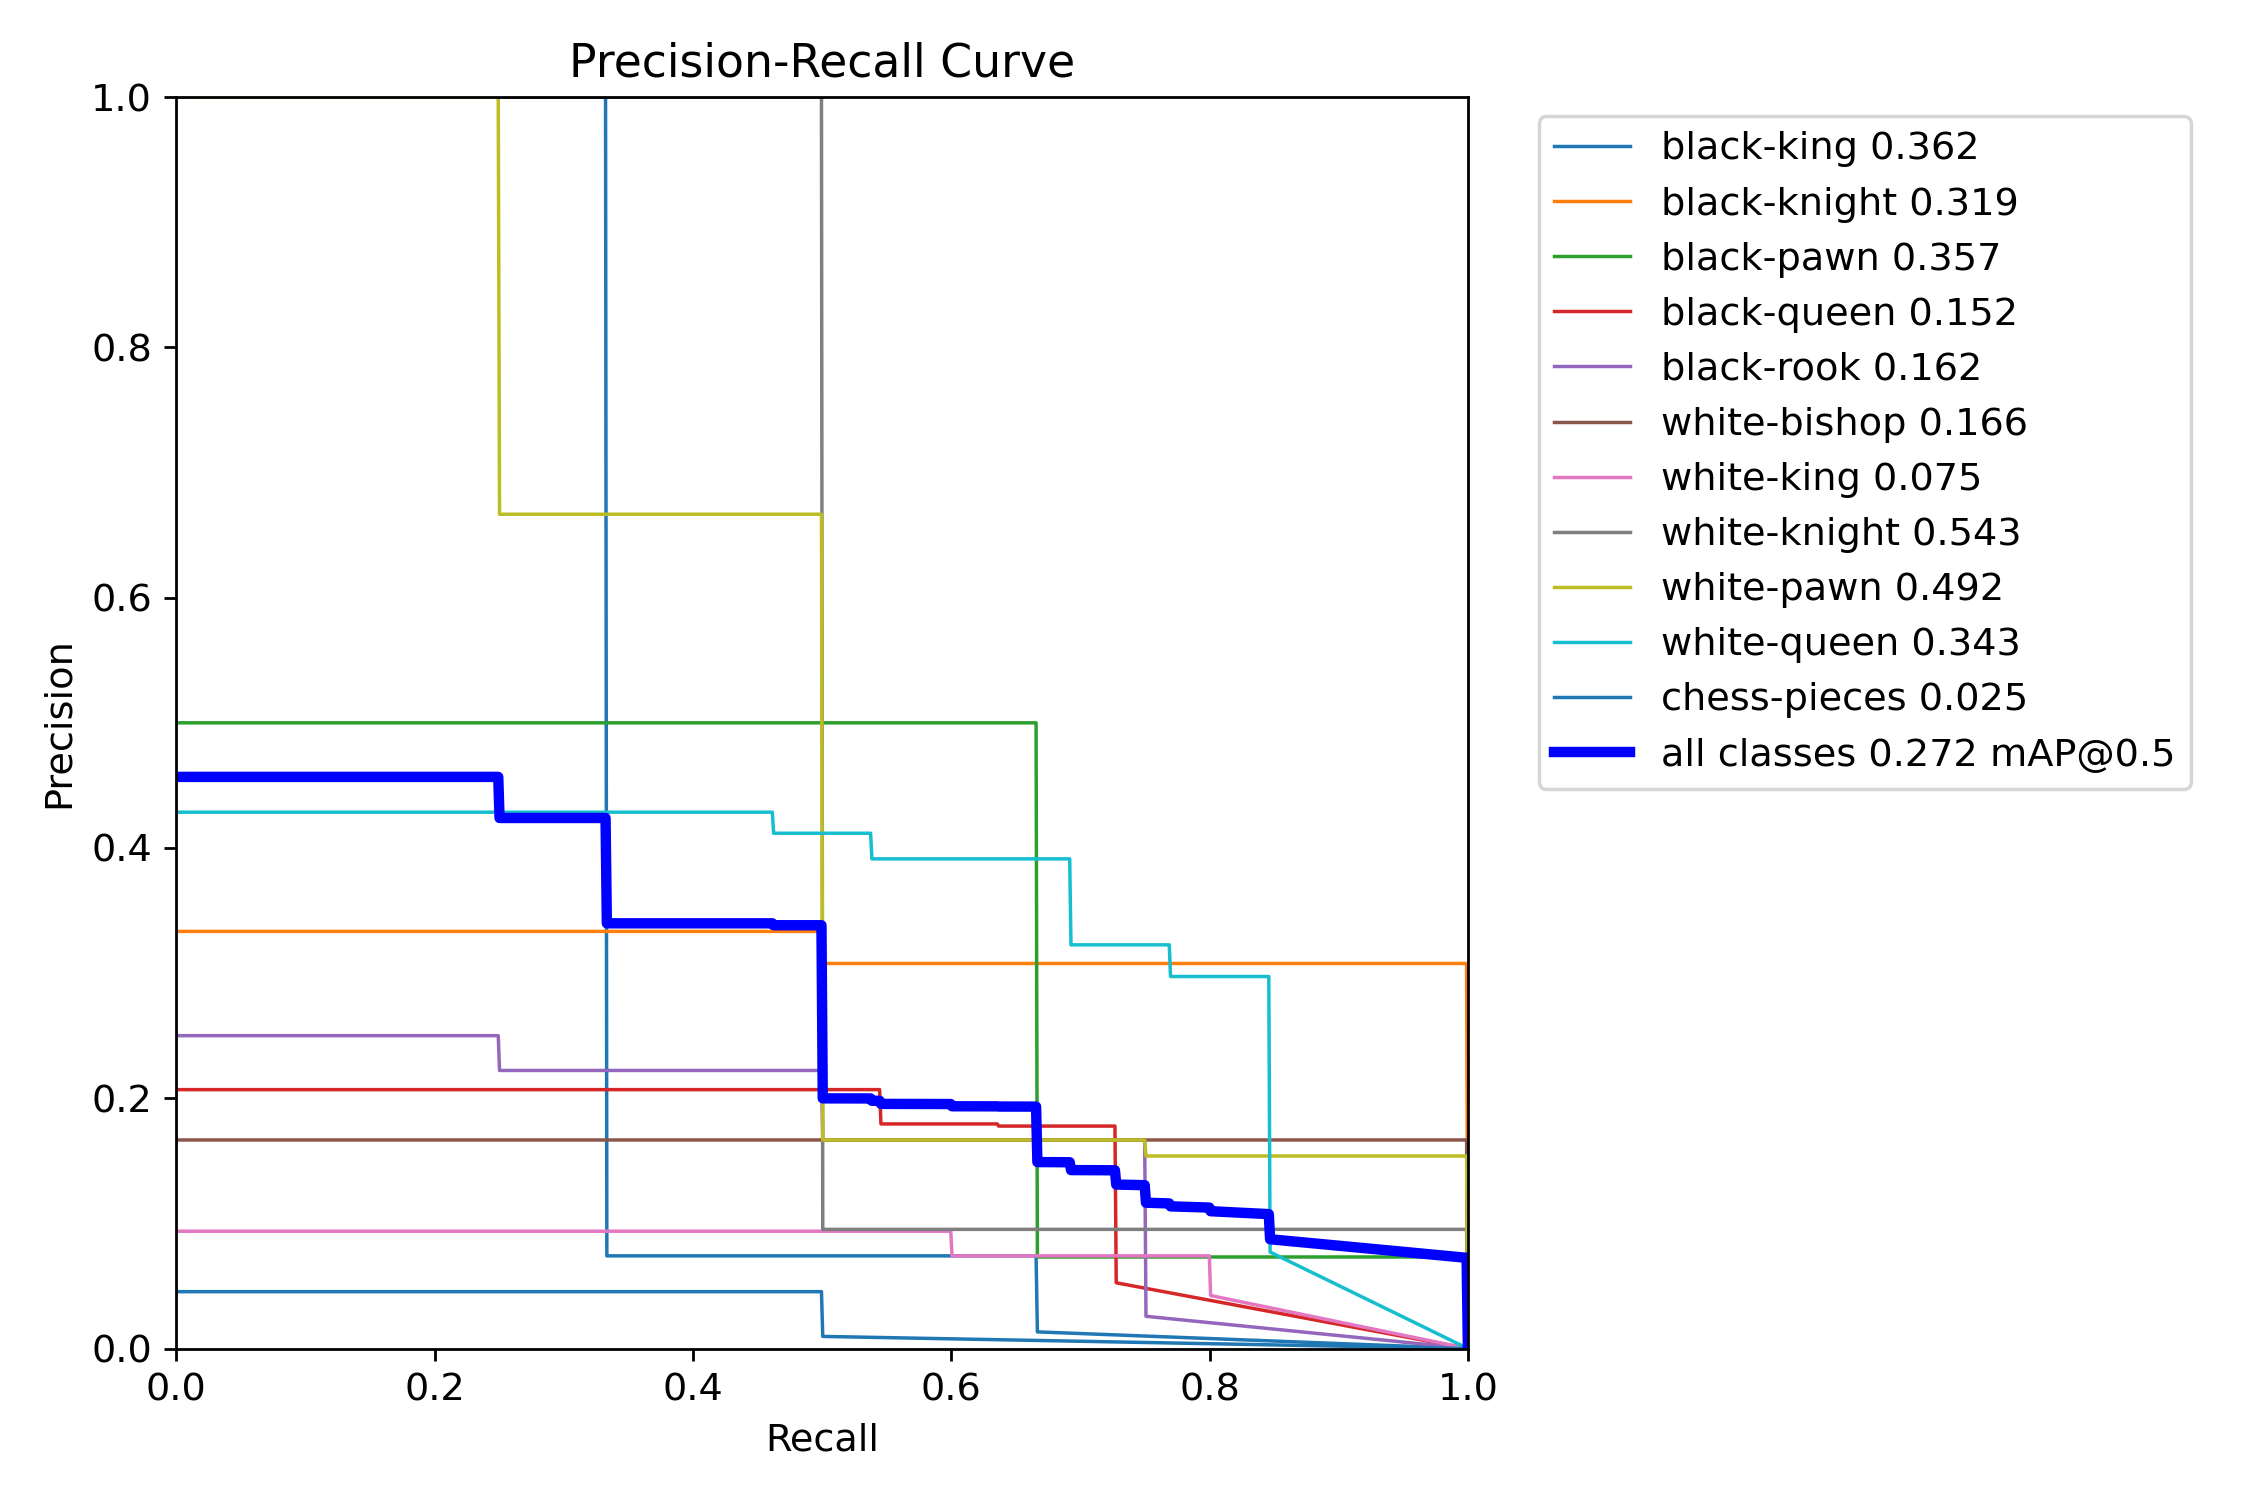 Precision-Recall Curve
1.0
0.8
0.6
0.4
0.2
0.0
Precision
0.0 0.2 0.4 0.6 0.8 1.0
Recall
black-king 0.362
black-knight 0.319
black-pawn 0.357
black-queen 0.152
black-rook 0.162
white-bishop 0.166
white-king 0.075
white-knight 0.543
white-pawn 0.492
white-queen 0.343
chess-pieces 0.025
all classes 0.272 mAP@0.5